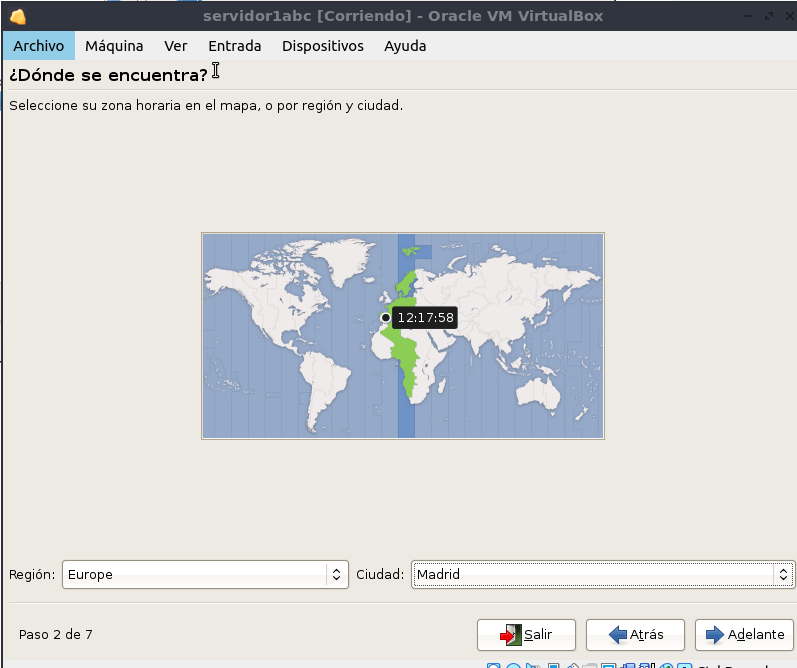 servidor1abc [Corriendo] - Oracle VM VirtualBox
Archivo Máquina Ver Entrada Dispositivos Ayuda
¿Dónde se encuentra?
Seleccione su zona horaria en el mapa, o por región y ciudad.
12:17:58
Región: Europe Ciudad: Madrid
Paso 2 de 7 Salir Atrás Adelante